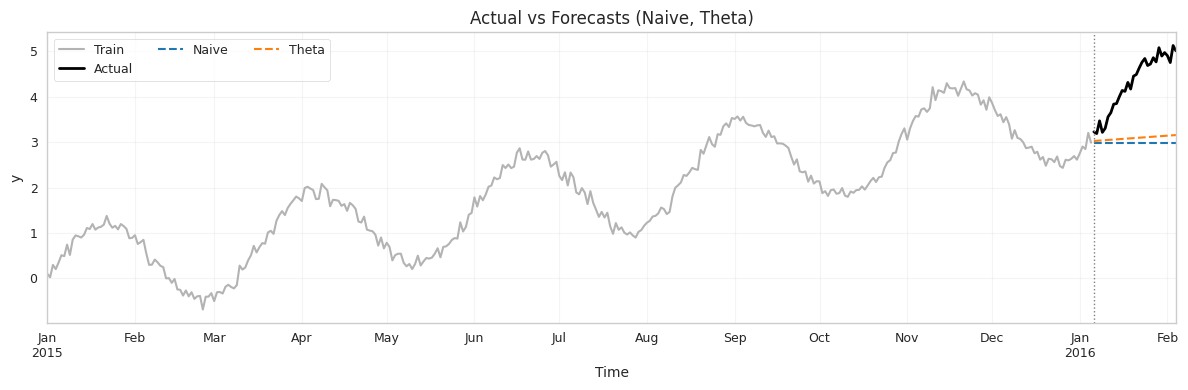 Actual vs Forecasts (Naive, Theta)
Train Naive Theta
Actual
5
4
3
2
1
0
y
Jan Feb Mar Apr May Jun Jul Aug Sep Oct Nov Dec Jan Feb
2015 2016
Time